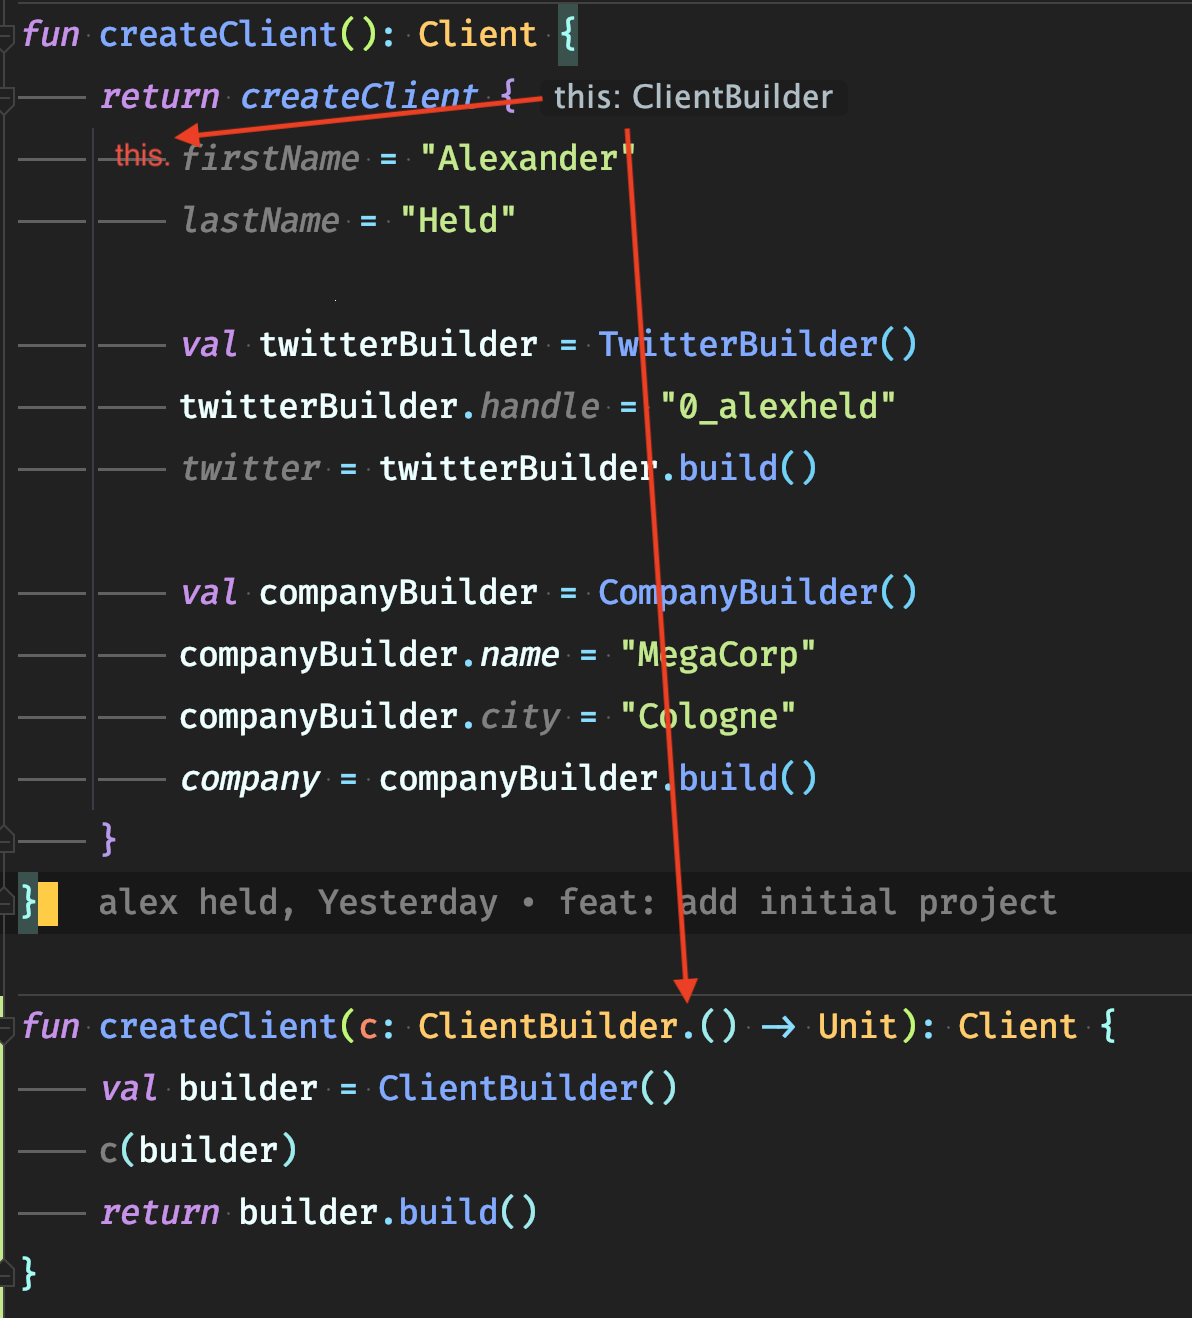 fun createClient(): Client {
return createClient { this: ClientBuilder
this. firstName = "Alexander"
lastName = "Held"
val twitterBuilder = TwitterBuilder()
twitterBuilder.handle = "0_alexheld"
twitter = twitterBuilder.build()
val companyBuilder = CompanyBuilder()
companyBuilder.name = "MegaCorp"
companyBuilder.city = "Cologne"
company = companyBuilder.build()
}
} alex held, Yesterday • feat: add initial project
fun createClient(c: ClientBuilder.() → Unit): Client {
val builder = ClientBuilder()
c(builder)
return builder.build()
}